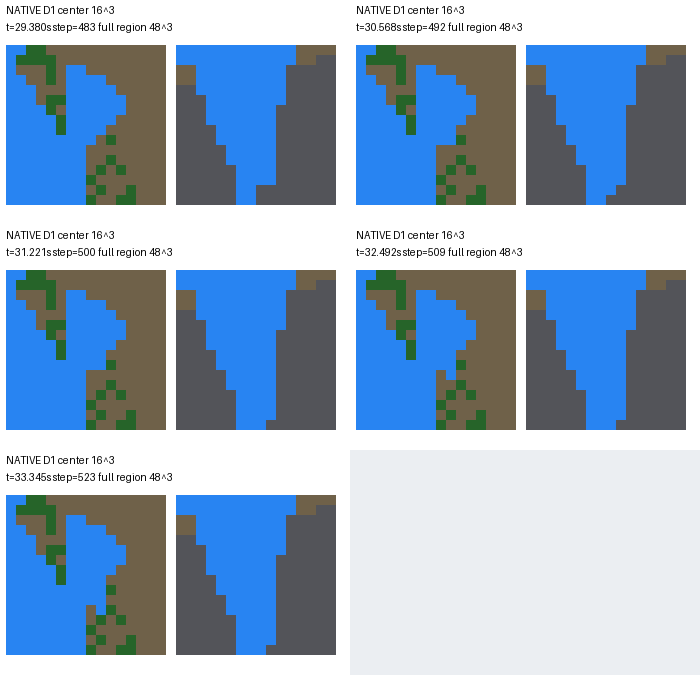 NATIVE D1 center 16^3
t=29.380sstep=483 full region 48^3
NATIVE D1 center 16^3
t=30.568sstep=492 full region 48^3
NATIVE D1 center 16^3
t=31.221sstep=500 full region 48^3
NATIVE D1 center 16^3
t=32.492sstep=509 full region 48^3
NATIVE D1 center 16^3
t=33.345sstep=523 full region 48^3